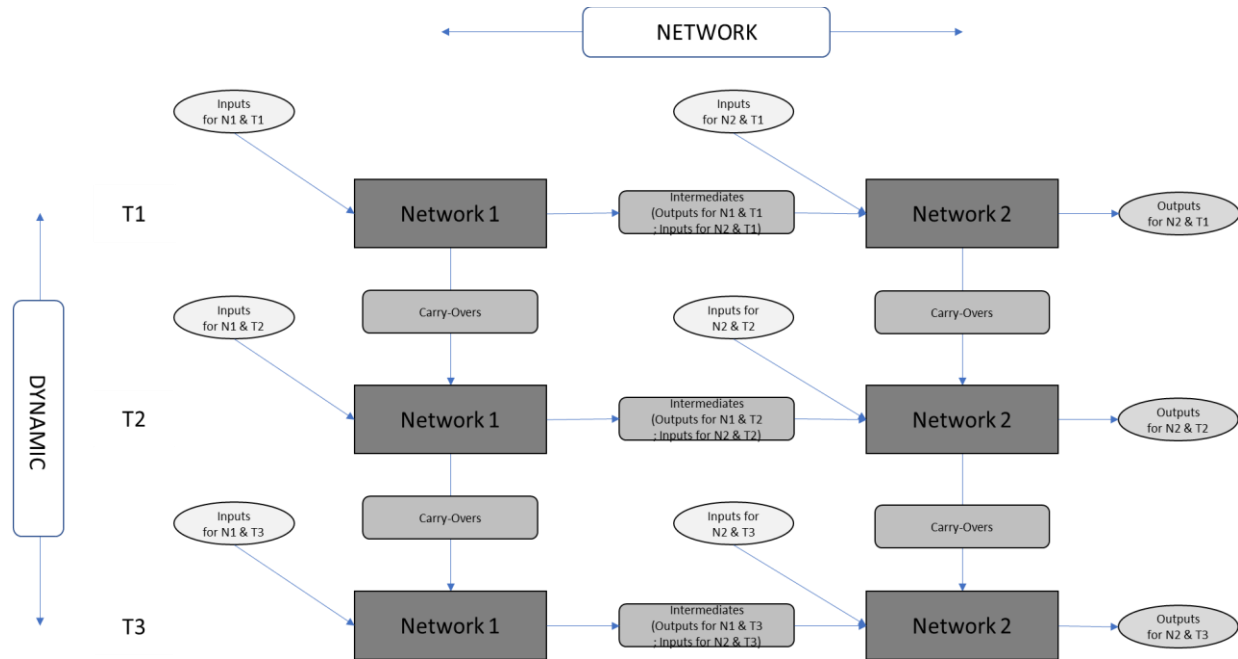 NETWORK
Inputs
for N1 & T1
Inputs
for N2 & T1
T1
Network 1
Intermediates
(Outputs for N1 & T1
; Inputs for N2 & T1)
Network 2
Outputs
for N2 & T1
DYNAMIC
Carry-Overs
Carry-Overs
Inputs
for N1 & T2
Inputs for
N2 & T2
T2
Network 1
Intermediates
(Outputs for N1 & T2
; Inputs for N2 & T2)
Network 2
Outputs
for N2 & T2
Carry-Overs
Carry-Overs
Inputs
for N1 & T3
Inputs for
N2 & T3
T3
Network 1
Intermediates
(Outputs for N1 & T3
; Inputs for N2 & T3)
Network 2
Outputs
for N2 & T3